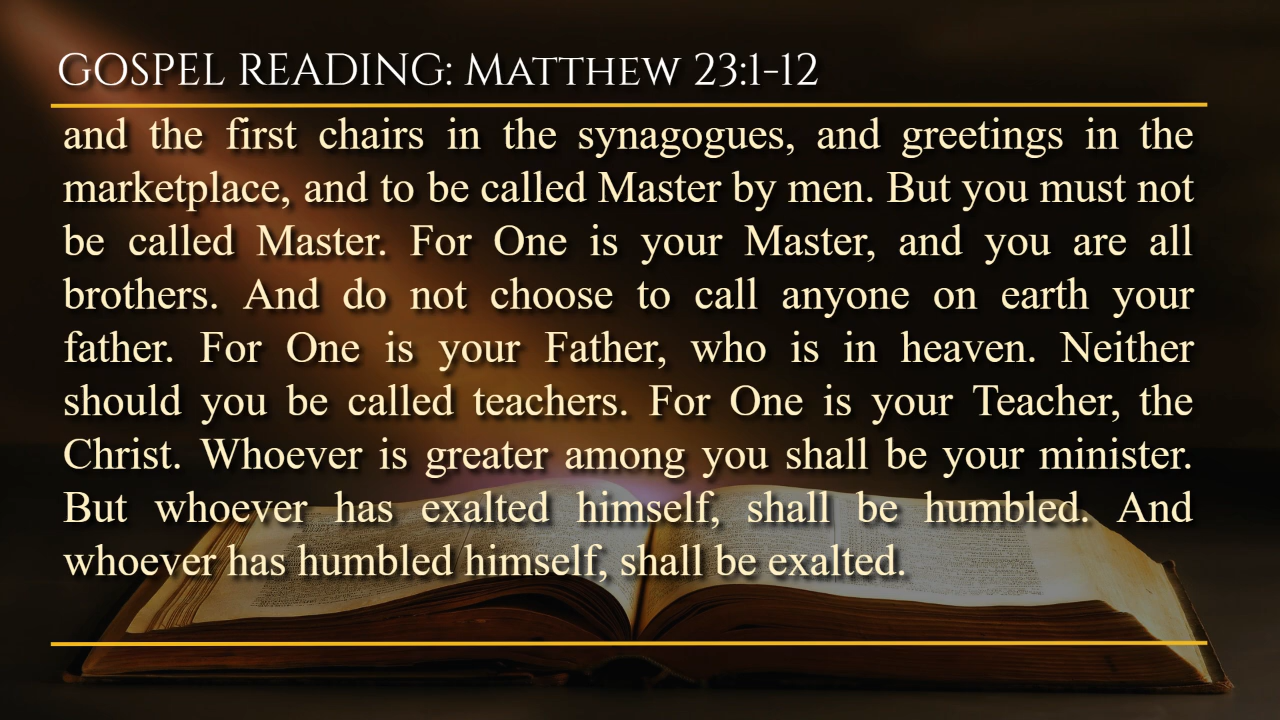 GOSPEL READING: MATTHEW 23:1-12
and the first chairs in the synagogues, and greetings in the
marketplace, and to be called Master by men. But you must not
be called Master. For One is your Master, and you are all
brothers. And do not choose to call anyone on earth your
father. For One is your Father, who is in heaven. Neither
should you be called teachers. For One is your Teacher, the
Christ. Whoever is greater among you shall be your minister.
But whoever has exalted himself, shall be humbled. And
whoever has humbled himself, shall be exalted.